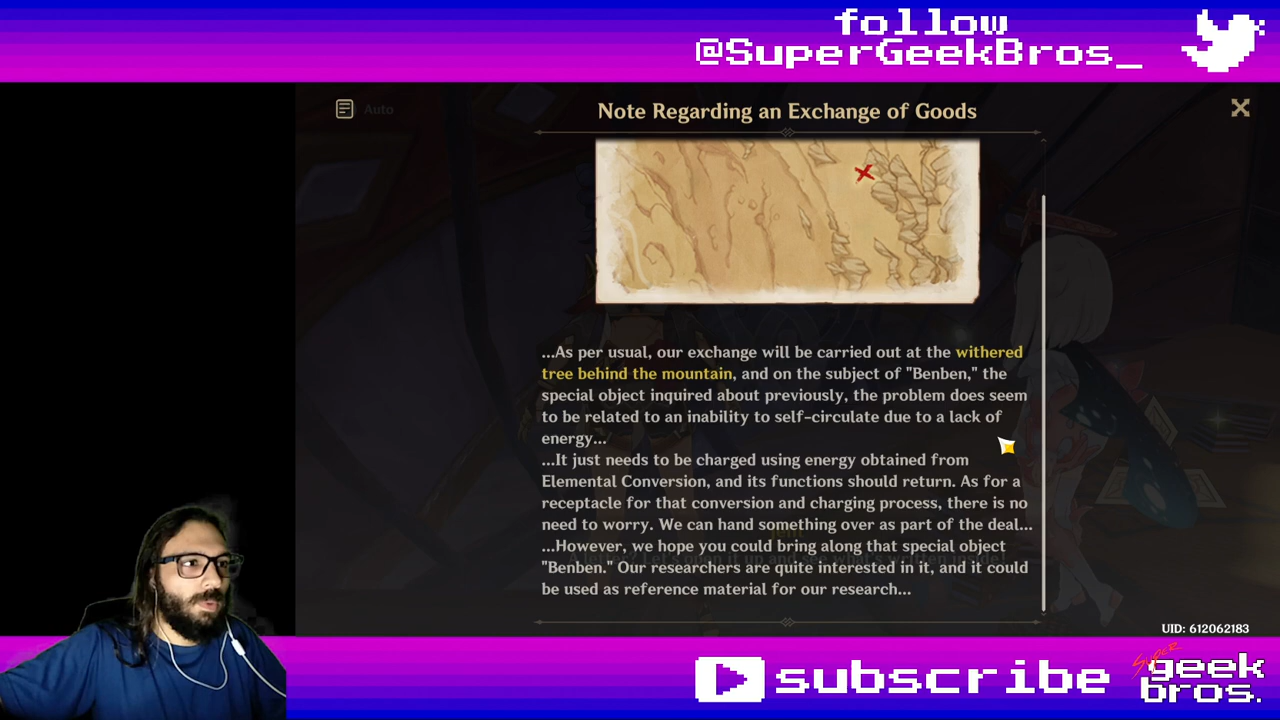 follow
@SuperGeekBros_
Auto
Note Regarding an Exchange of Goods
...As per usual, our exchange will be carried out at the withered
tree behind the mountain, and on the subject of "Benben," the
special object inquired about previously, the problem does seem
to be related to an inability to self-circulate due to a lack of
energy...
...It just needs to be charged using energy obtained from
Elemental Conversion, and its functions should return. As for a
receptacle for that conversion and charging process, there is no
need to worry. We can hand something over as part of the deal...
...However, we hope you could bring along that special object
"Benben." Our researchers are quite interested in it, and it could
be used as reference material for our research...
UID: 612062183
subscribe
Super
geek
bros.